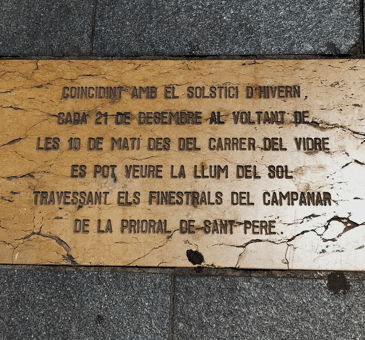 COINCIDINT AMB EL SOLSTICI D'HIVERN,
CADA 21 DE DESEMBRE AL VOLTANT DE
LES 10 DE MATÍ DES DEL CARRER DEL VIDRE
ES POT VEURE LA LLUM DEL SOL
TRAVESSANT ELS FINESTRALS DEL CAMPANAR
DE LA PRIORAL DE SANT PERE.